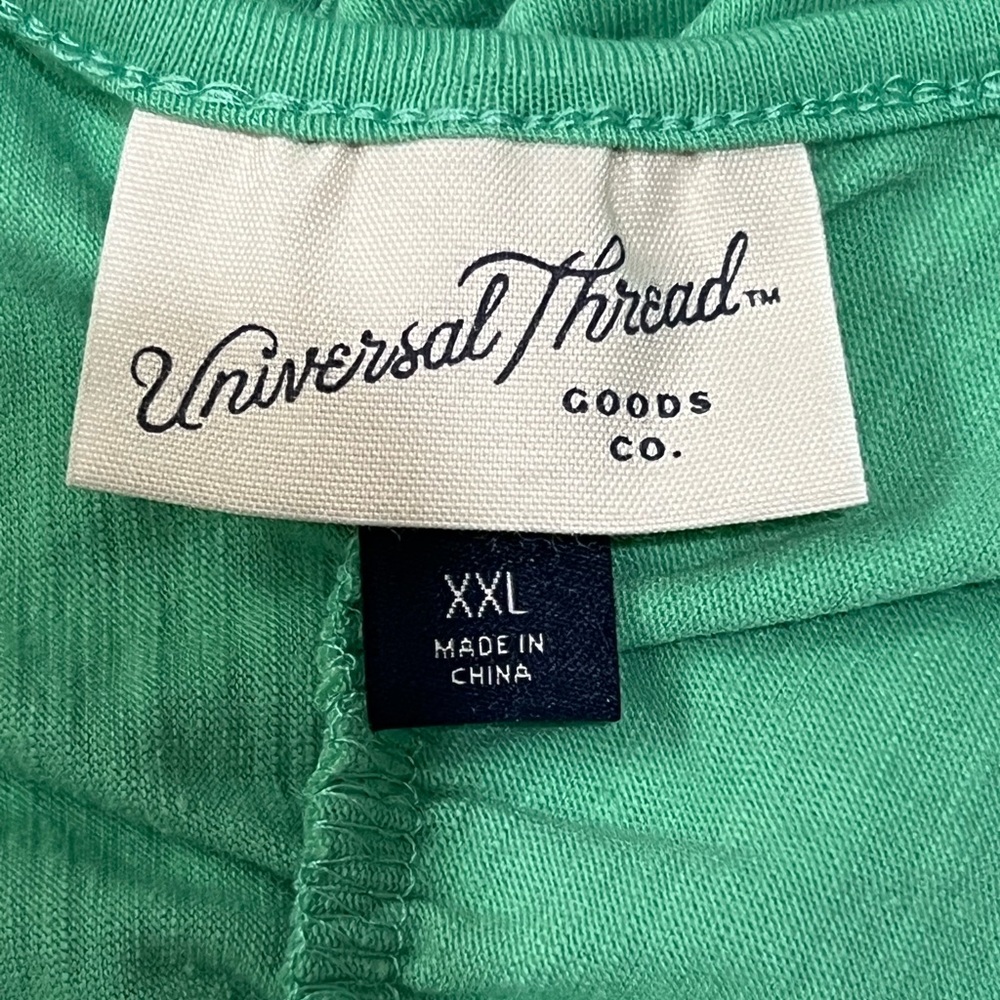 Universal Thread™
GOODS
CO.
XXL
MADE IN
CHINA